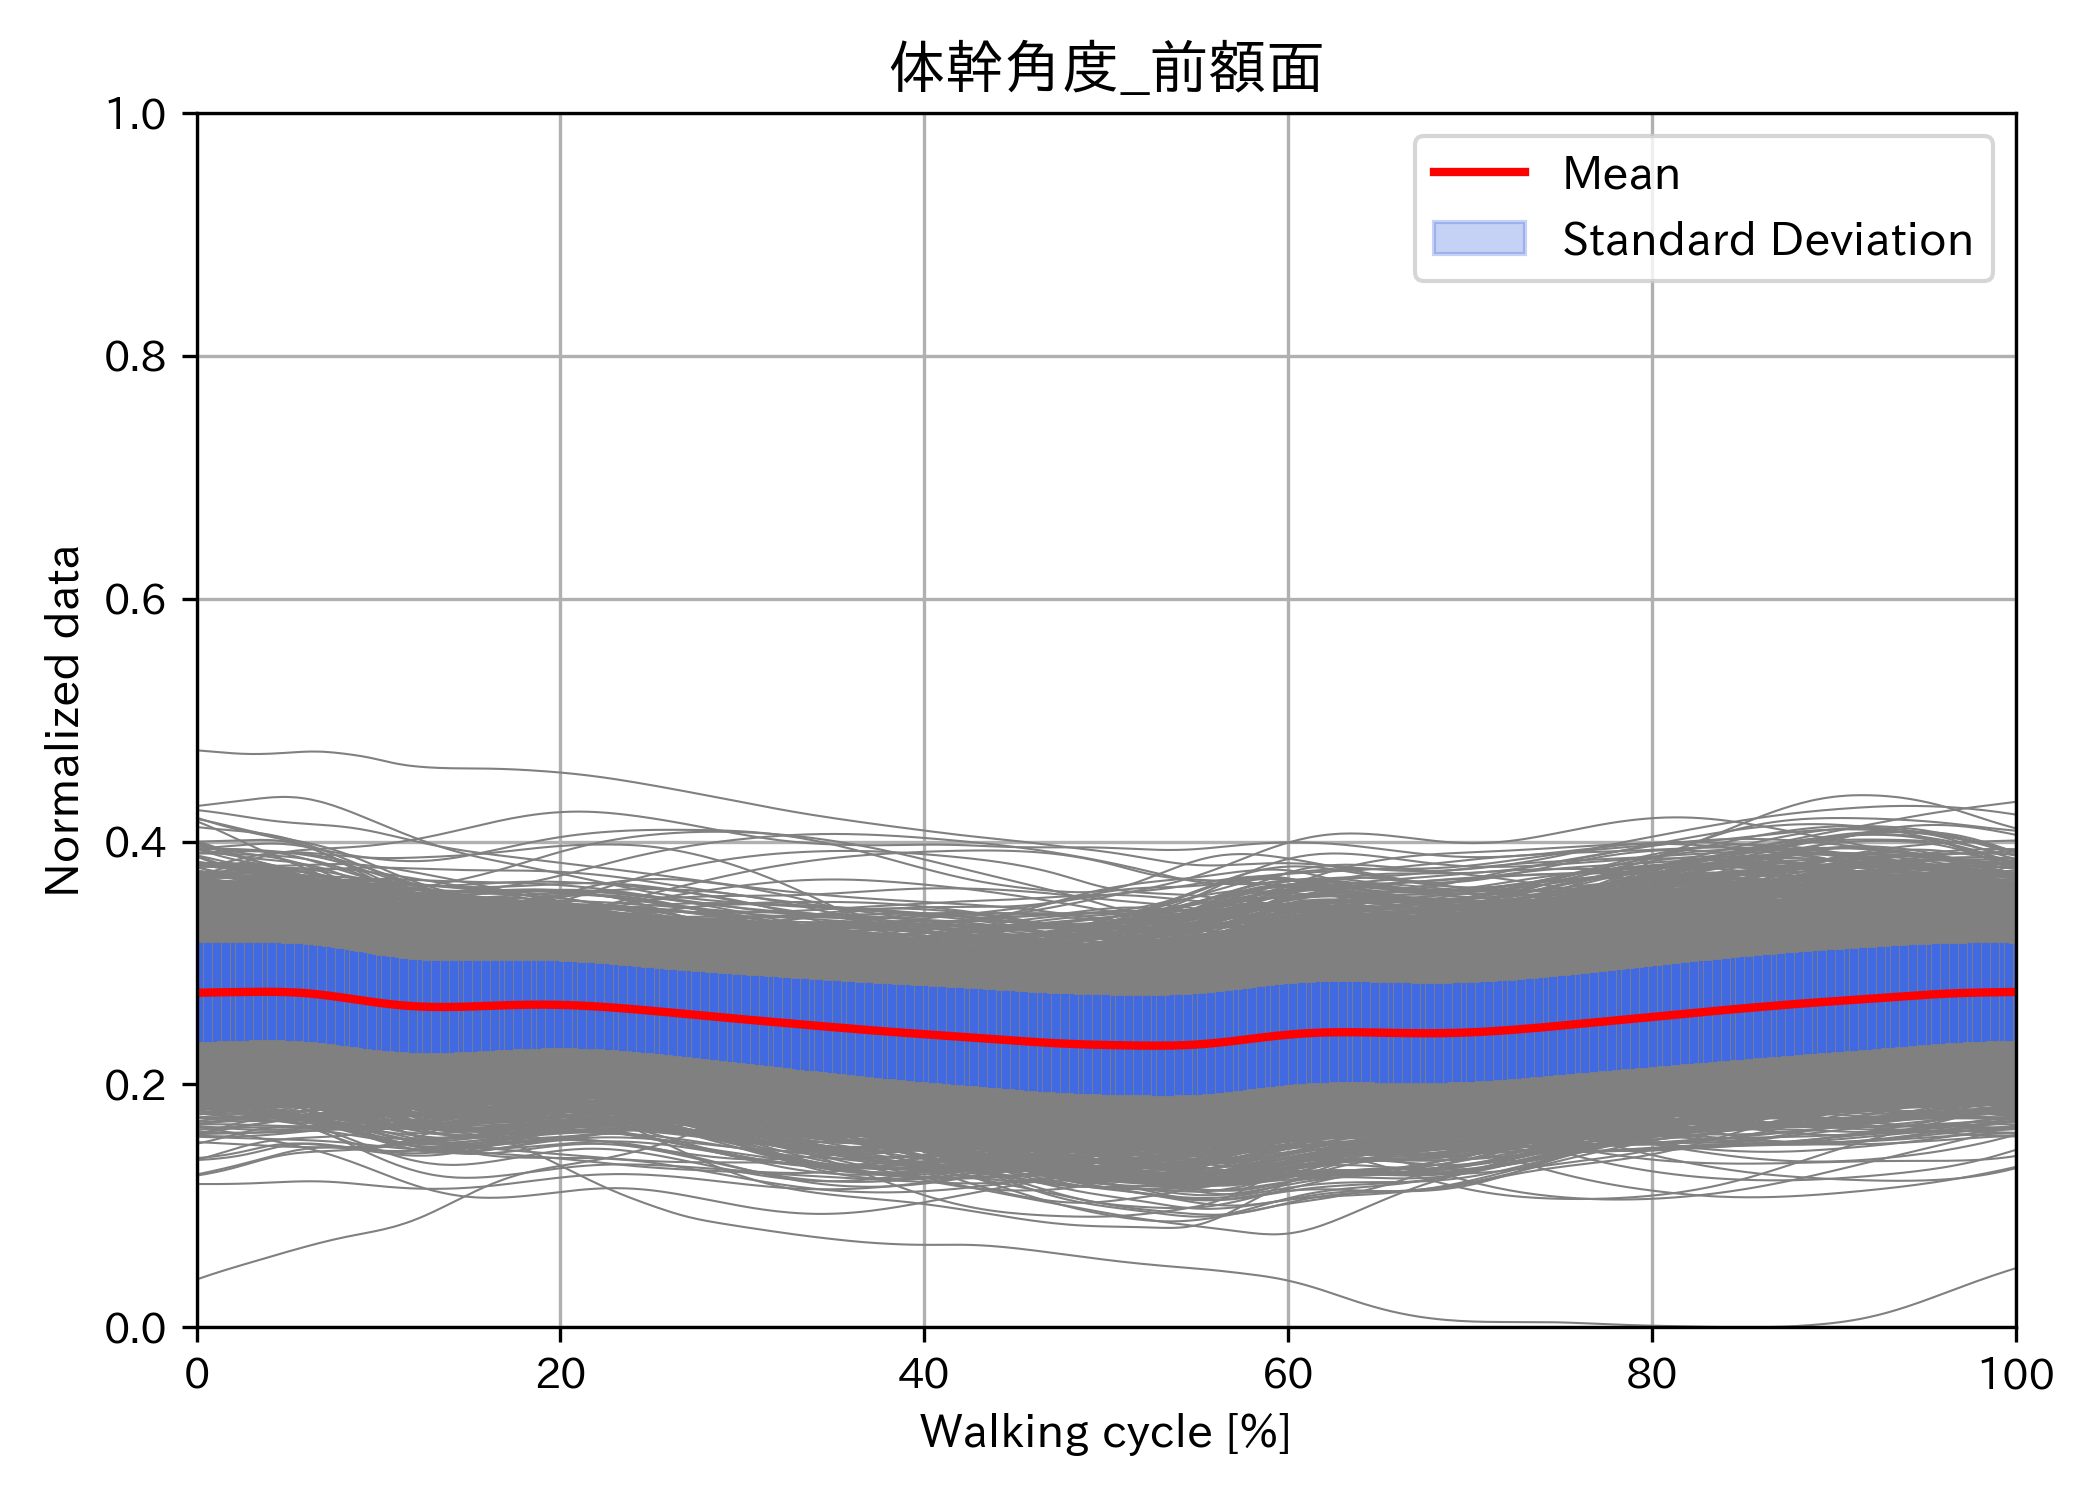 体幹角度_前額面
1.0
0.8
0.6
0.4
0.2
0.0
Normalized data
Mean
Standard Deviation
0 20 40 60 80 100
Walking cycle [%]